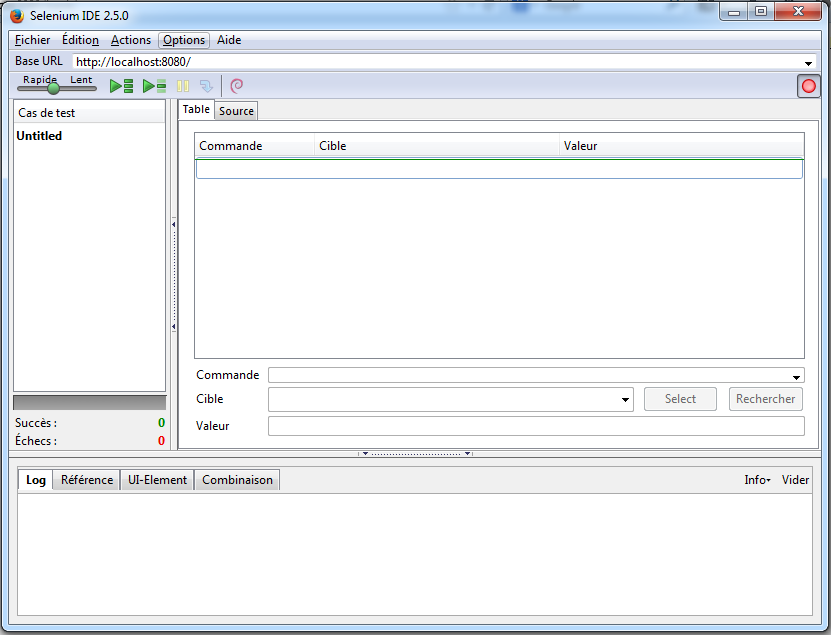 Selenium IDE 2.5.0
Fichier Édition Actions Options Aide
Base URL http://localhost:8080/
Rapide Lent
Cas de test
Untitled
Table Source
Commande Cible Valeur
Commande
Cible Select Rechercher
Valeur
Succès : 0
Échecs : 0
Log Référence UI-Element Combinaison Info Vider